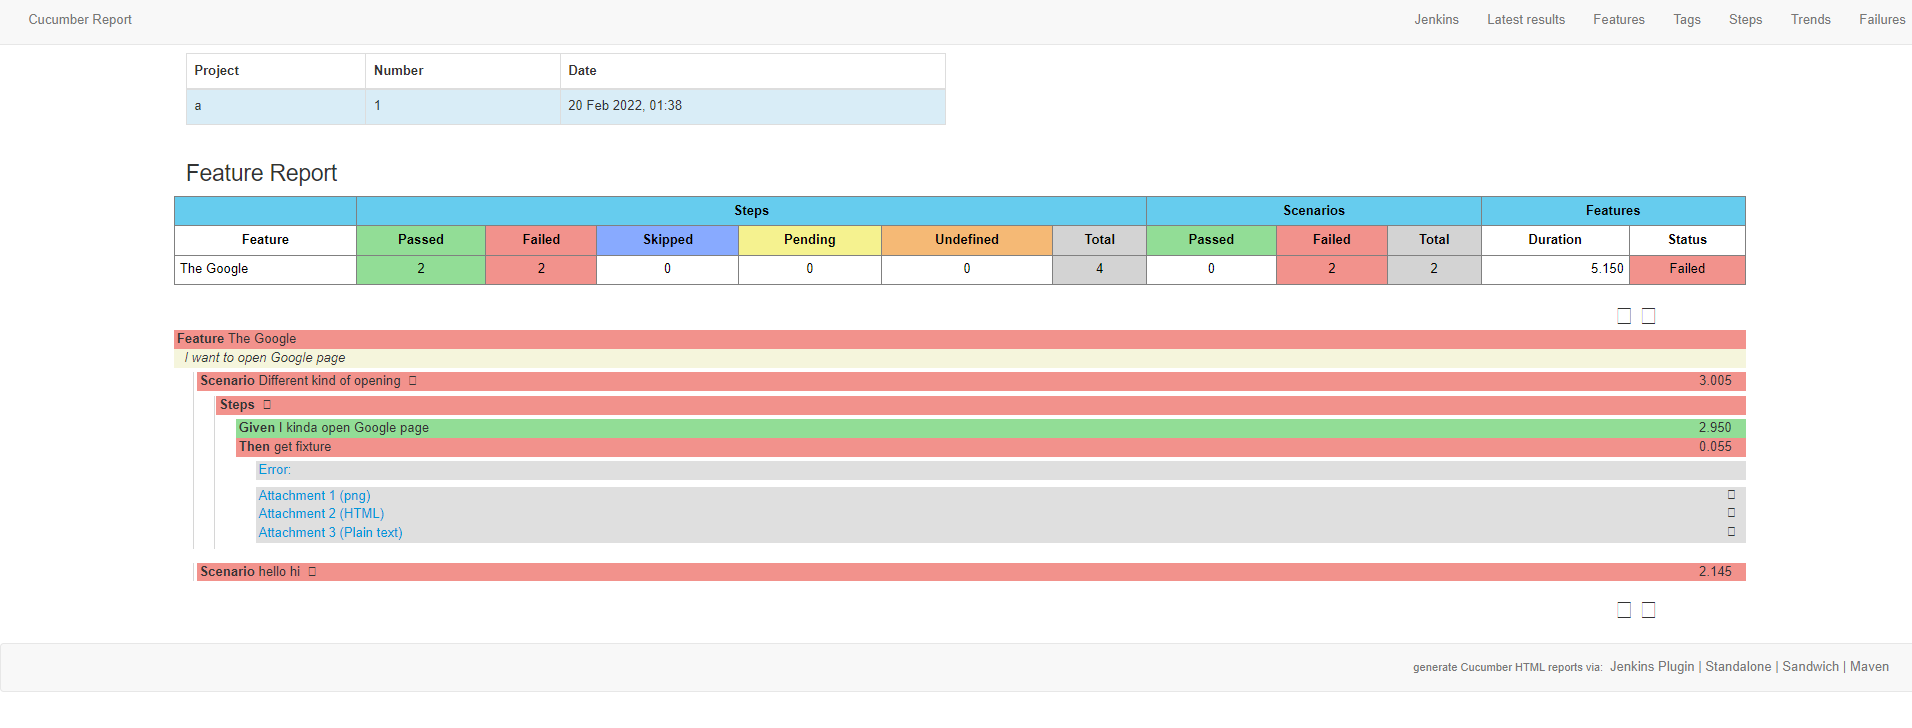 Cucumber Report Jenkins Latest results Features Tags Steps Trends Failures
Project Number Date
a 1 20 Feb 2022, 01:38
Feature Report
Steps Scenarios Features
Feature Passed Failed Skipped Pending Undefined Total Passed Failed Total Duration Status
The Google 2 2 0 0 0 4 0 2 2 5.150 Failed
Feature The Google
I want to open Google page
Scenario Different kind of opening 3.005
Steps
Given I kinda open Google page 2.950
Then get fixture 0.055
Error:
Attachment 1 (png)
Attachment 2 (HTML)
Attachment 3 (Plain text)
Scenario hello hi 2.145
generate Cucumber HTML reports via: Jenkins Plugin | Standalone | Sandwich | Maven